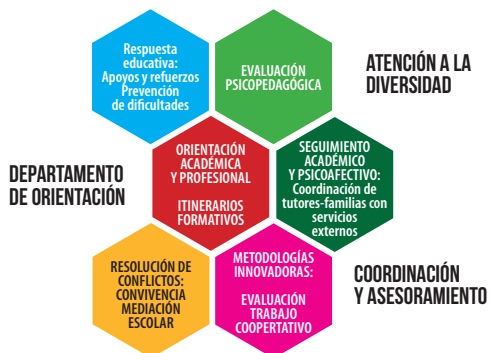 Respuesta
educativa:
Apoyos y refuerzos
Prevención
de dificultades
EVALUACIÓN
PSICOPEDAGÓGICA
ATENCIÓN A LA
DIVERSIDAD
DEPARTAMENTO
DE ORIENTACIÓN
ORIENTACIÓN
ACADÉMICA
Y PROFESIONAL
ITINERARIOS
FORMATIVOS
SEGUIMIENTO
ACADÉMICO
Y PSICOAFECTIVO:
Coordinación de
tutores-familias con
servicios
externos
RESOLUCIÓN DE
CONFLICTOS:
CONVIVENCIA
MEDIACIÓN
ESCOLAR
METODOLOGÍAS
INNOVADORAS:
EVALUACIÓN
TRABAJO
COOPERTATIVO
COORDINACIÓN
Y ASESORAMIENTO